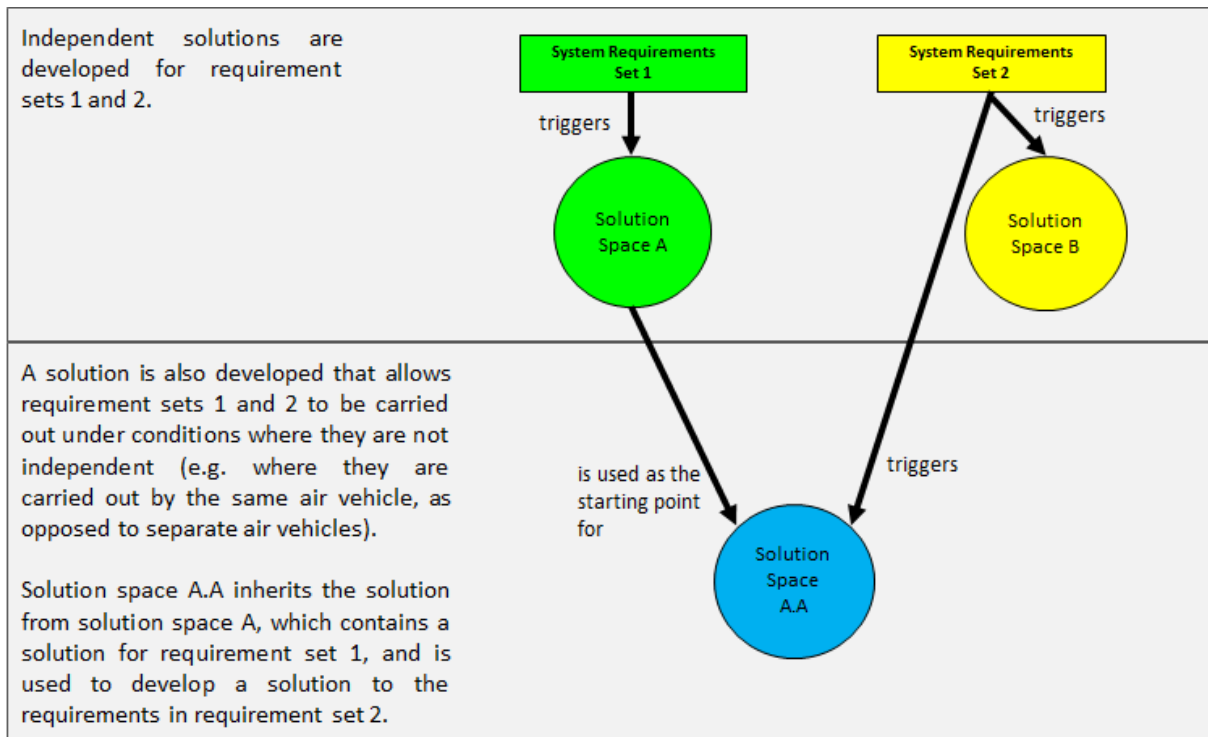 Independent solutions are
developed for requirement
sets 1 and 2.
System Requirements
Set 1
System Requirements
Set 2
triggers
triggers
Solution
Space A
Solution
Space B
A solution is also developed that allows
requirement sets 1 and 2 to be carried
out under conditions where they are not
independent (e.g. where they are
carried out by the same air vehicle, as
opposed to separate air vehicles).
Solution space A.A inherits the solution
from solution space A, which contains a
solution for requirement set 1, and is
used to develop a solution to the
requirements in requirement set 2.
is used as the
starting point
for
triggers
Solution
Space
A.A